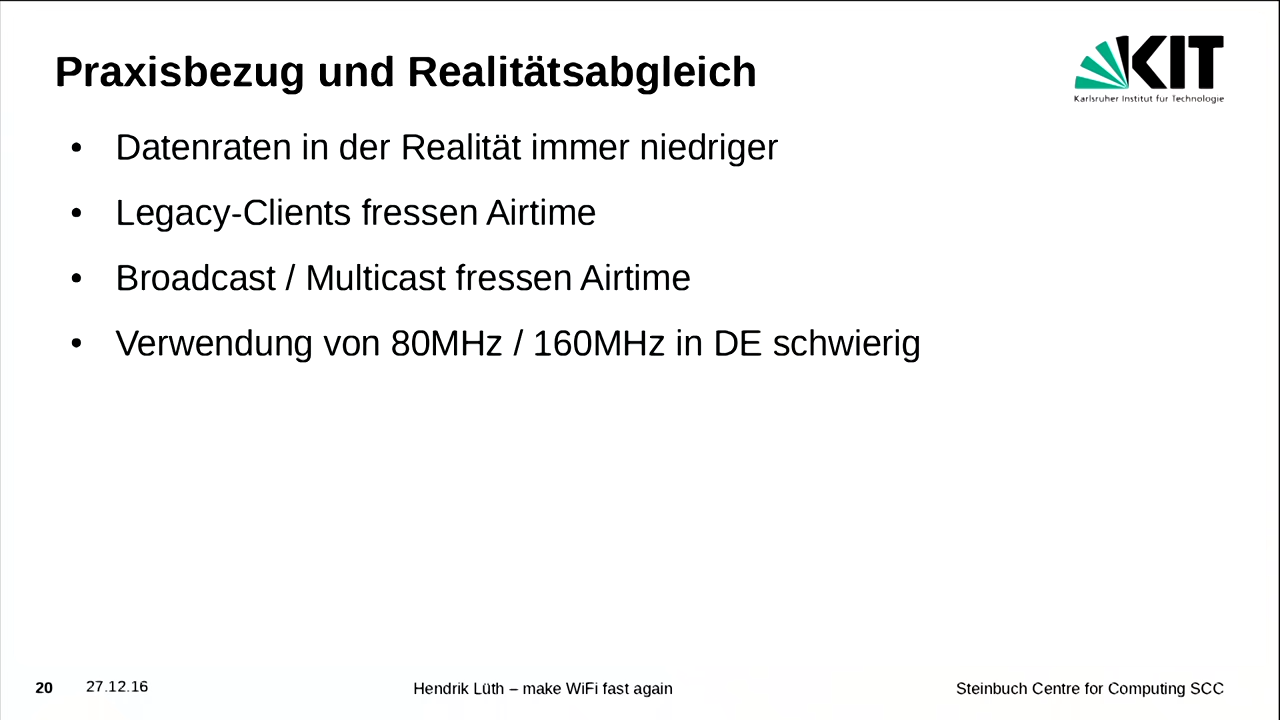 Praxisbezug und Realitätsabgleich
KIT
Karlsruher Institut für Technologie
• Datenraten in der Realität immer niedriger
• Legacy-Clients fressen Airtime
• Broadcast / Multicast fressen Airtime
• Verwendung von 80MHz / 160MHz in DE schwierig
20 27.12.16 Hendrik Lüth – make WiFi fast again Steinbuch Centre for Computing SCC